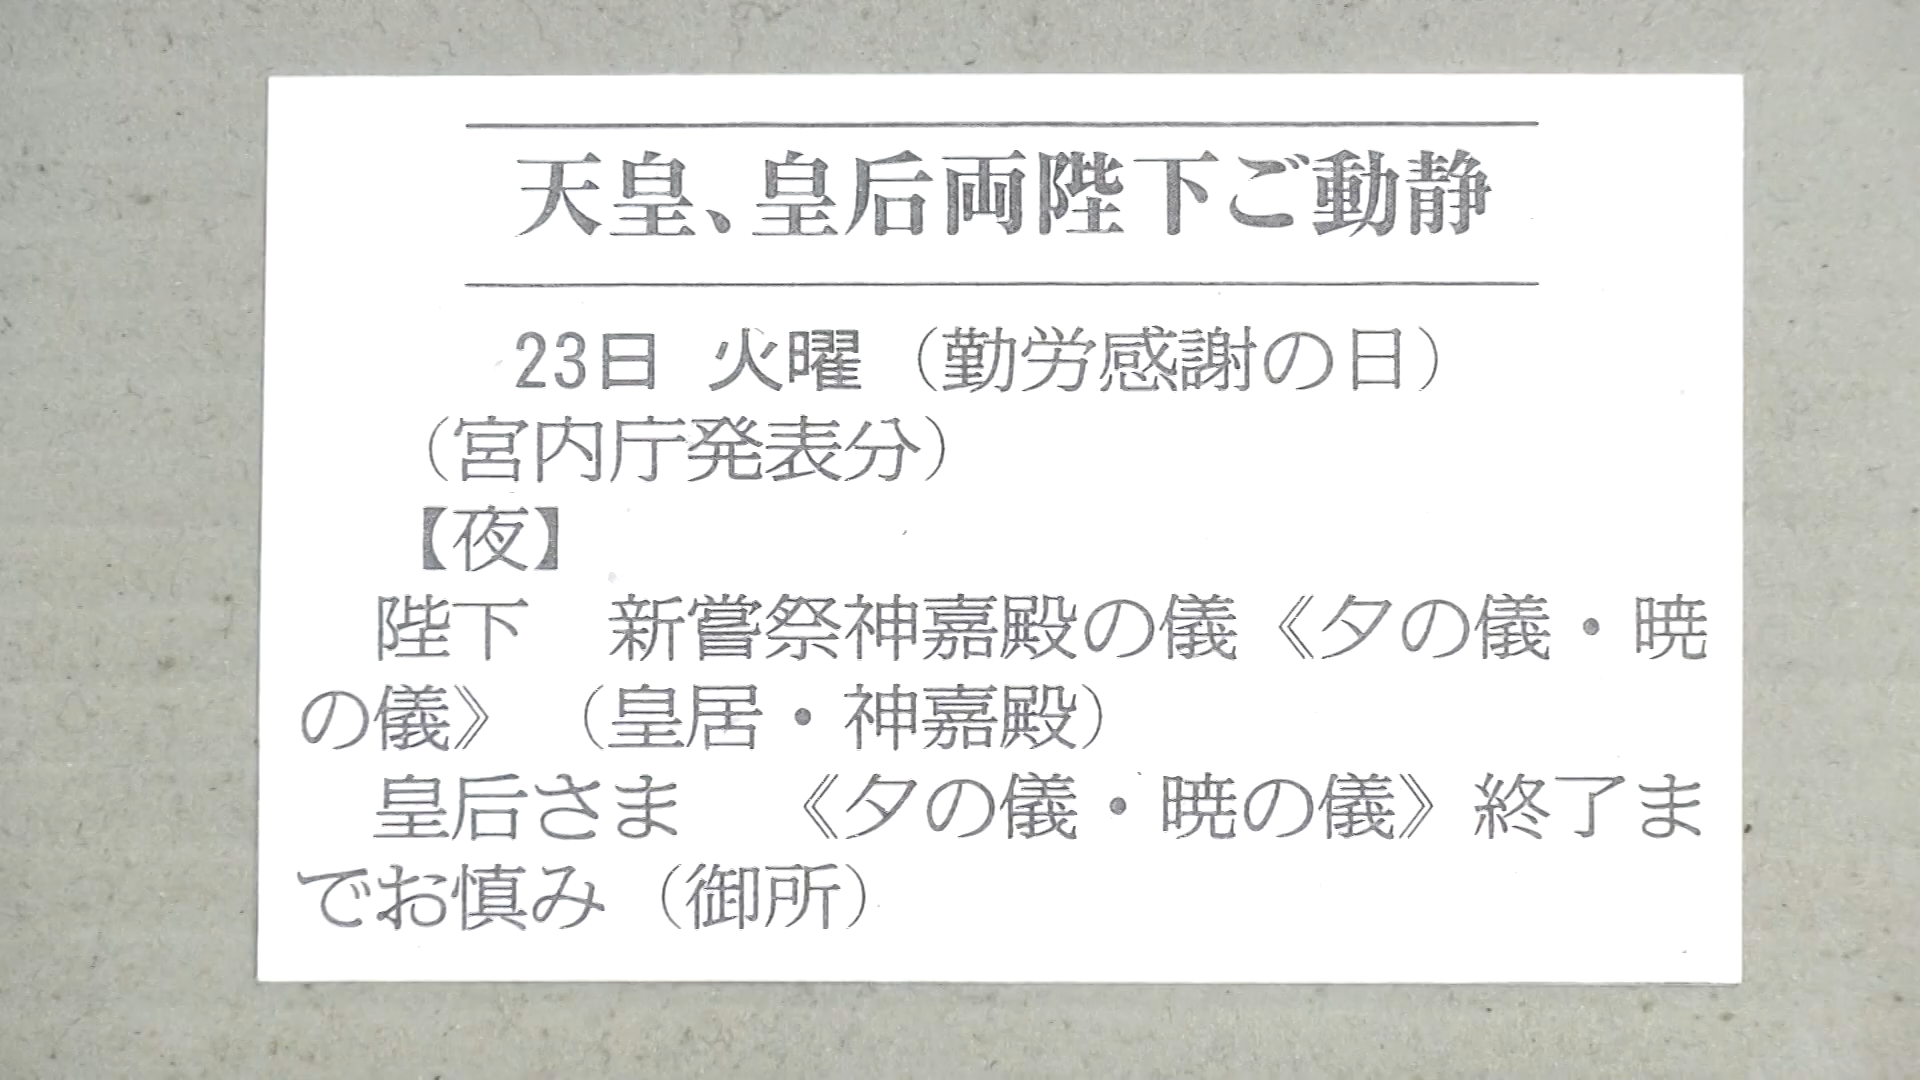 天皇、皇后両陛下ご動静
23日 火曜（勤労感謝の日）
（宮内庁発表分）
【夜】
陛下　新嘗祭神嘉殿の儀《夕の儀・暁
の儀》（皇居・神嘉殿）
皇后さま　《夕の儀・暁の儀》終了ま
でお慎み（御所）